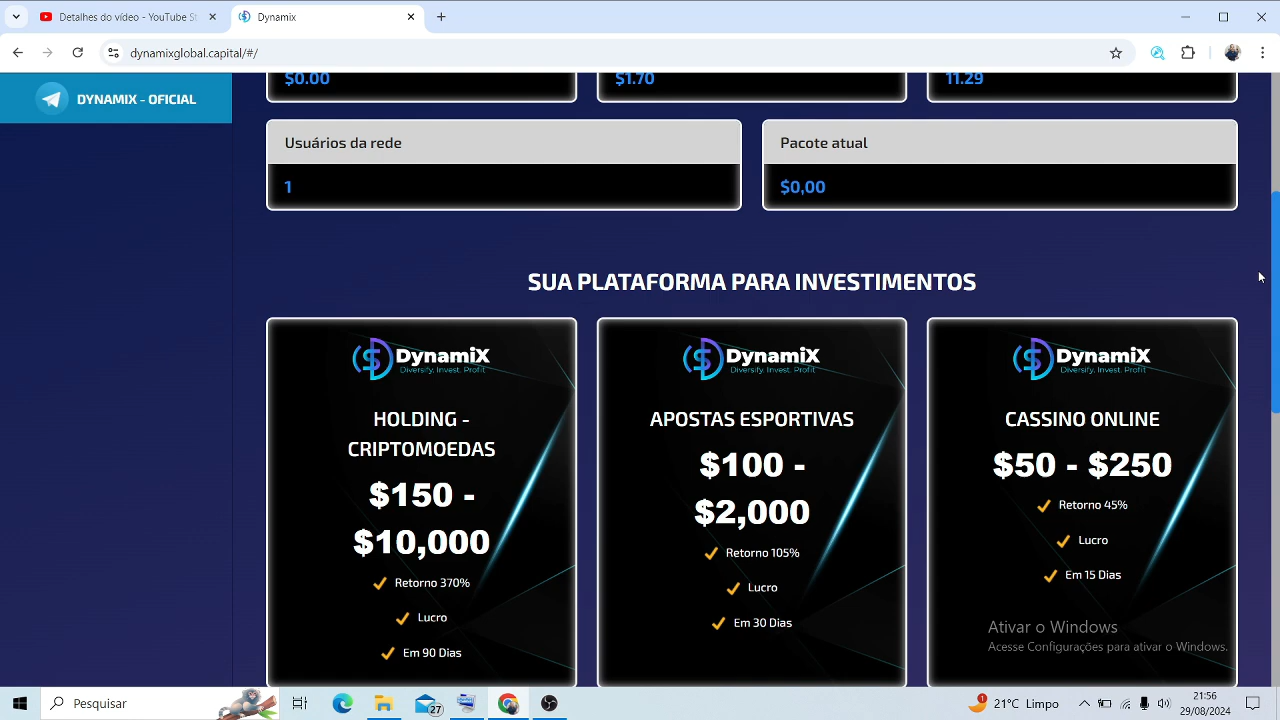 Detalhes do vídeo - YouTube St
DynamiX
dynamixglobal.capital/#/
DYNAMIX - OFICIAL
$0.00
$1.70
11.29
Usuários da rede
1
Pacote atual
$0,00
SUA PLATAFORMA PARA INVESTIMENTOS
DynamiX
Diversify. Invest. Profit
HOLDING -
CRIPTOMOEDAS
$150 -
$10,000
Retorno 370%
Lucro
Em 90 Dias
DynamiX
Diversify. Invest. Profit
APOSTAS ESPORTIVAS
$100 -
$2,000
Retorno 105%
Lucro
Em 30 Dias
DynamiX
Diversify. Invest. Profit
CASSINO ONLINE
$50 - $250
Retorno 45%
Lucro
Em 15 Dias
Ativar o Windows
Acesse Configurações para ativar o Windows.
Pesquisar
27
1
21°C Limpo
21:56
29/08/2024